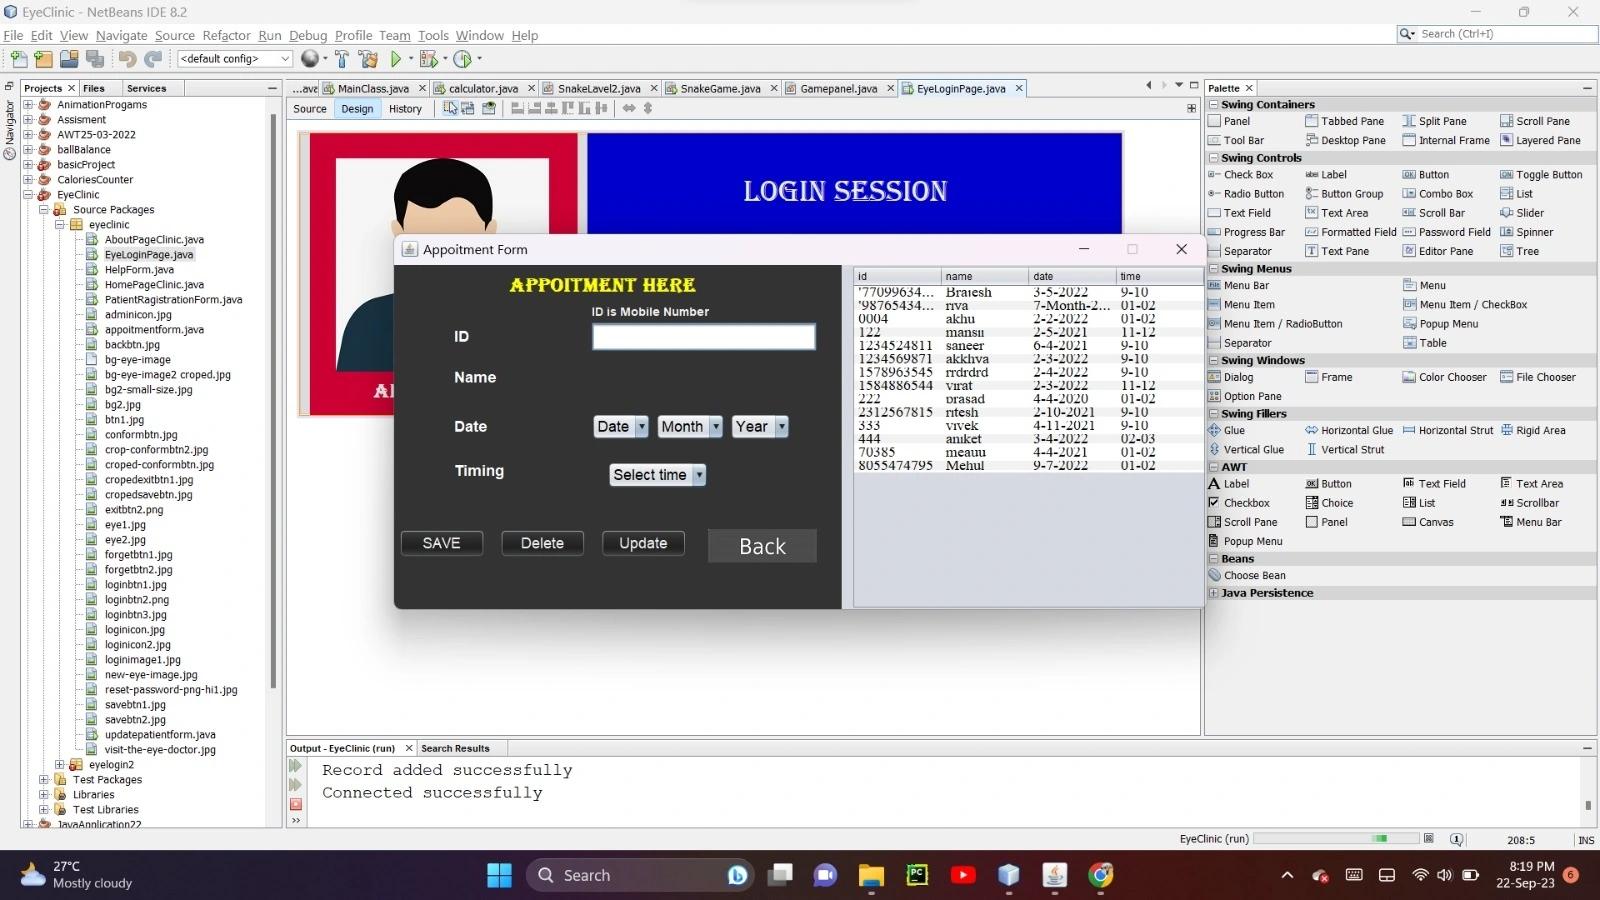 EyeClinic - NetBeans IDE 8.2
File Edit View Navigate Source Refactor Run Debug Profile Team Tools Window Help
Search (Ctrl+I)
<default config>
Projects Files Services
...ava MainClass.java calculator.java SnakeLavel2.java SnakeGame.java Gamepanel.java EyeLoginPage.java
Source Design History
Navigator
AnimationProgams
Assisment
AWT25-03-2022
ballBalance
basicProject
CaloriesCounter
EyeClinic
Source Packages
eyeclinic
AboutPageClinic.java
EyeLoginPage.java
HelpForm.java
HomePageClinic.java
PatientRagistrationForm.java
adminicon.jpg
appoitmentform.java
backbtn.jpg
bg-eye-image
bg-eye-image2 croped.jpg
bg2-small-size.jpg
bg2.jpg
btn1.jpg
conformbtn.jpg
crop-conformbtn2.jpg
croped-conformbtn.jpg
cropedexitbtn1.jpg
cropedsavebtn.jpg
exitbtn2.png
eye1.jpg
eye2.jpg
forgetbtn1.jpg
forgetbtn2.jpg
loginbtn1.jpg
loginbtn2.png
loginbtn3.jpg
loginicon.jpg
loginicon2.jpg
loginimage1.jpg
new-eye-image.jpg
reset-password-png-hi1.jpg
savebtn1.jpg
savebtn2.jpg
updatepatientform.java
visit-the-eye-doctor.jpg
eyelogin2
Test Packages
Libraries
Test Libraries
JavaApplication22
LOGIN SESSION
Appoitment Form
APPOITMENT HERE
ID is Mobile Number
ID
Name
Date Date Month Year
Timing Select time
SAVE Delete Update Back
id name date time
'77099634... Brajesh 3-5-2022 9-10
'98765434... riya 7-Month-2... 01-02
0004 akhu 2-2-2022 01-02
122 mansu 2-5-2021 11-12
1234524811 saneer 6-4-2021 9-10
1234569871 akkhya 2-3-2022 9-10
1578963545 rrdrdrd 2-4-2022 9-10
1584886544 virat 2-3-2022 11-12
222 prasad 4-4-2020 01-02
2312567815 ritesh 2-10-2021 9-10
333 vivek 4-11-2021 9-10
444 aniket 3-4-2022 02-03
70385 4-4-2021 01-02
8055474795 Mehul 9-7-2022 01-02
Palette
Swing Containers
Panel Tabbed Pane Split Pane Scroll Pane
Tool Bar Desktop Pane Internal Frame Layered Pane
Swing Controls
Check Box Label Button Toggle Button
Radio Button Button Group Combo Box List
Text Field Text Area Scroll Bar Slider
Progress Bar Formatted Field Password Field Spinner
Separator Text Pane Editor Pane Tree
Swing Menus
Menu Bar Menu
Menu Item Menu Item / CheckBox
Menu Item / RadioButton Popup Menu
Separator Table
Swing Windows
Dialog Frame Color Chooser File Chooser
Option Pane
Swing Fillers
Glue Horizontal Glue Horizontal Strut Rigid Area
Vertical Glue Vertical Strut
AWT
Label Button Text Field Text Area
Checkbox Choice List Scrollbar
Scroll Pane Panel Canvas Menu Bar
Popup Menu
Beans
Choose Bean
Java Persistence
Output - EyeClinic (run) Search Results
Record added successfully
Connected successfully
EyeClinic (run) 208:5 INS
27°C
Mostly cloudy
Search
8:19 PM
22-Sep-23
6